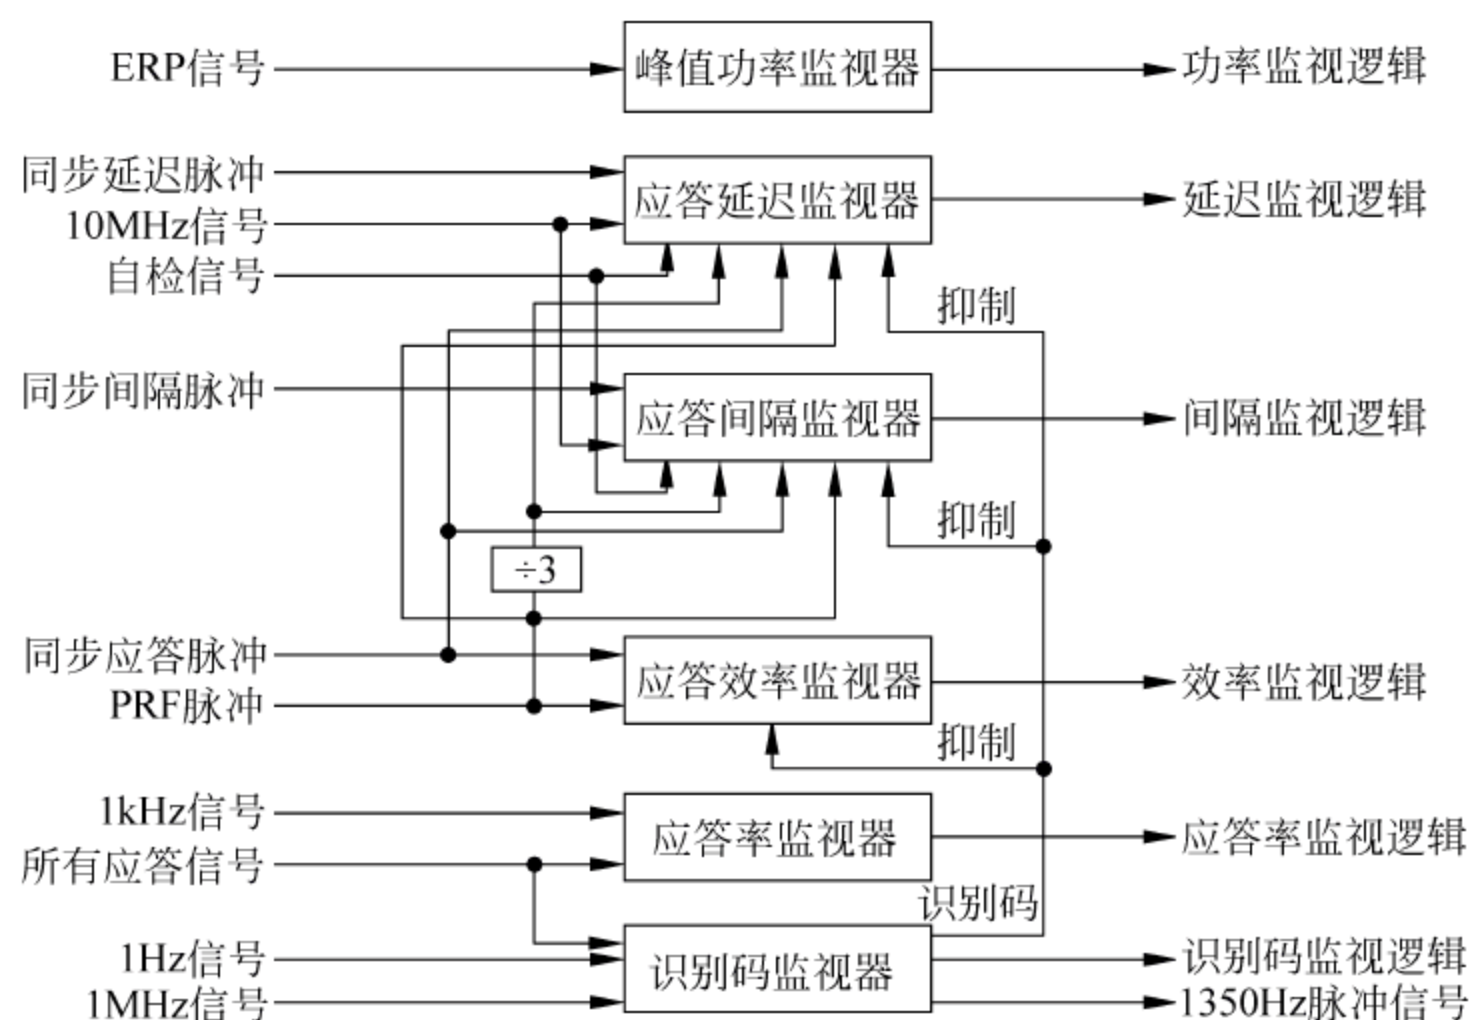 ERP信号
峰值功率监视器
功率监视逻辑
同步延迟脉冲
应答延迟监视器
延迟监视逻辑
10MHz信号
自检信号
抑制
同步间隔脉冲
应答间隔监视器
间隔监视逻辑
抑制
÷3
同步应答脉冲
应答效率监视器
效率监视逻辑
PRF脉冲
抑制
1kHz信号
应答率监视器
应答率监视逻辑
所有应答信号
识别码
1Hz信号
识别码监视器
识别码监视逻辑
1MHz信号
1350Hz脉冲信号